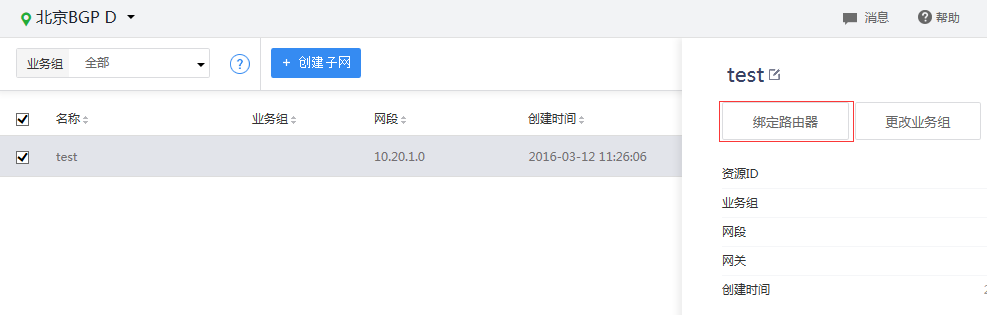 北京BGP D
消息
帮助
业务组 全部
?
+ 创建子网
名称 业务组 网段 创建时间
test 10.20.1.0 2016-03-12 11:26:06
test
绑定路由器 更改业务组
资源ID
业务组
网段
网关
创建时间